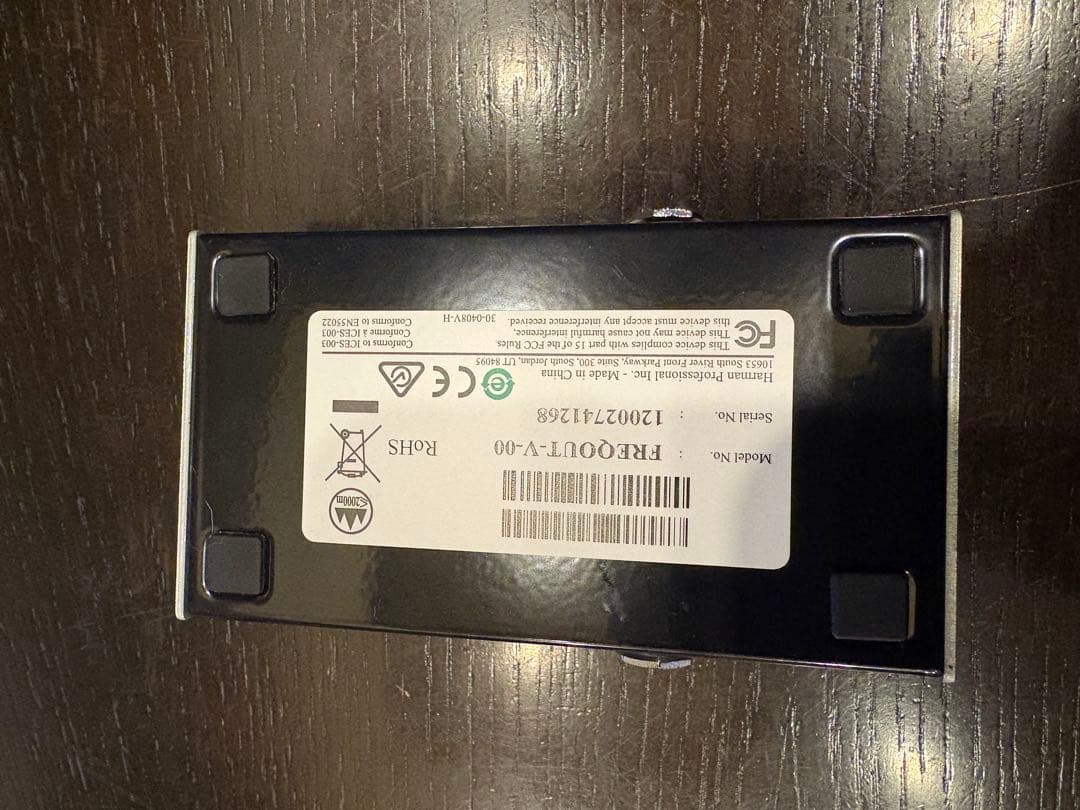 Model No. : FREQOUT-V-00
Serial No. : 12002741268
≤2000m
RoHS
Harman Professional Inc. - Made in China
10653 South River Front Parkway, Suite, 300, South Jordan, UT 84095
FC
This device complies with part 15 of the FCC Rules.
This device may not cause harmful interference,
this device must accept any interference received.
30-0408V-H
CE
Conforms to ICES-003
Conforme à ICES-003
Conforms to EN55022